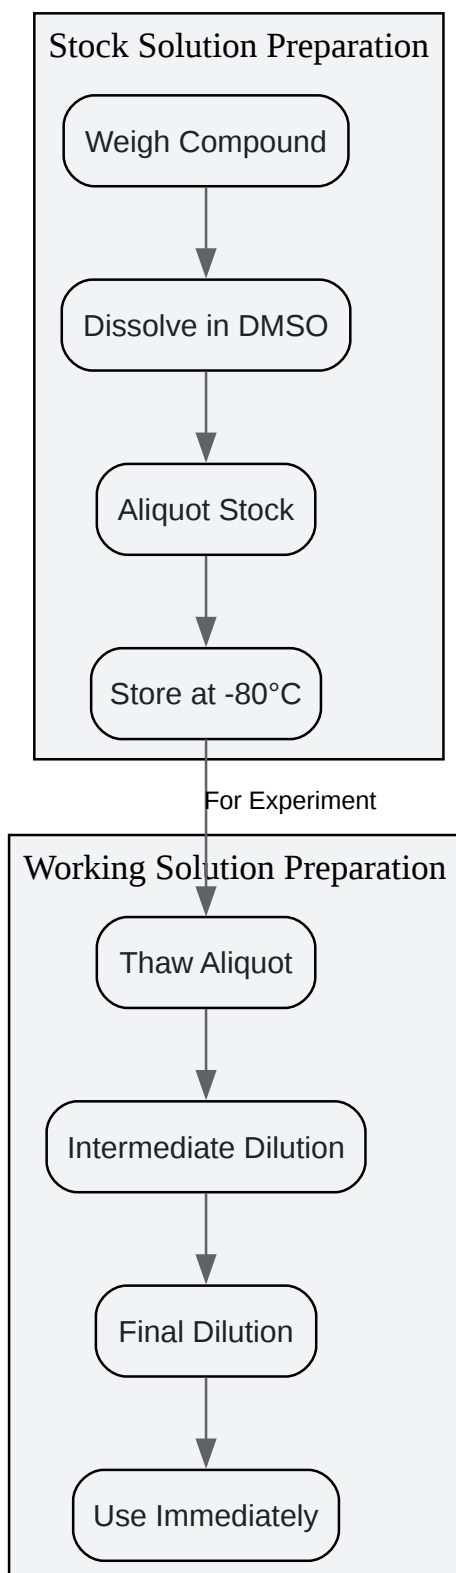 Stock Solution Preparation
Weigh Compound
Dissolve in DMSO
Aliquot Stock
Store at -80°C
For Experiment
Working Solution Preparation
Thaw Aliquot
Intermediate Dilution
Final Dilution
Use Immediately